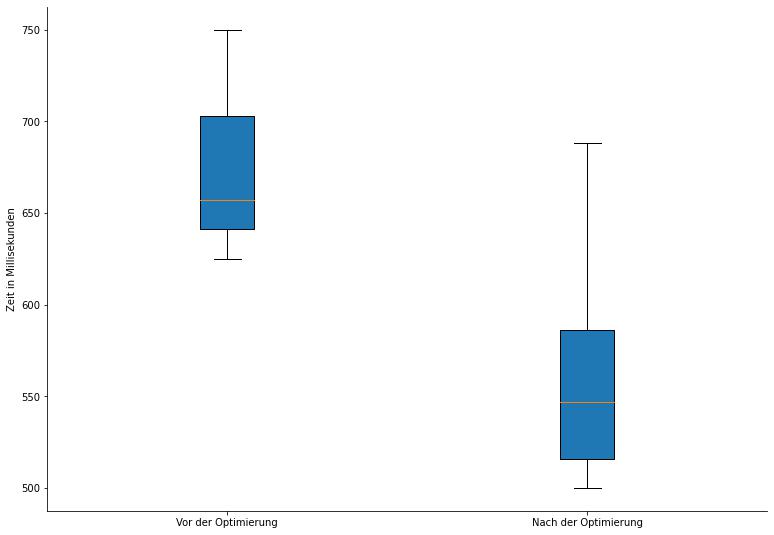 750
700
650
600
550
500
Zeit in Millisekunden
Vor der Optimierung
Nach der Optimierung